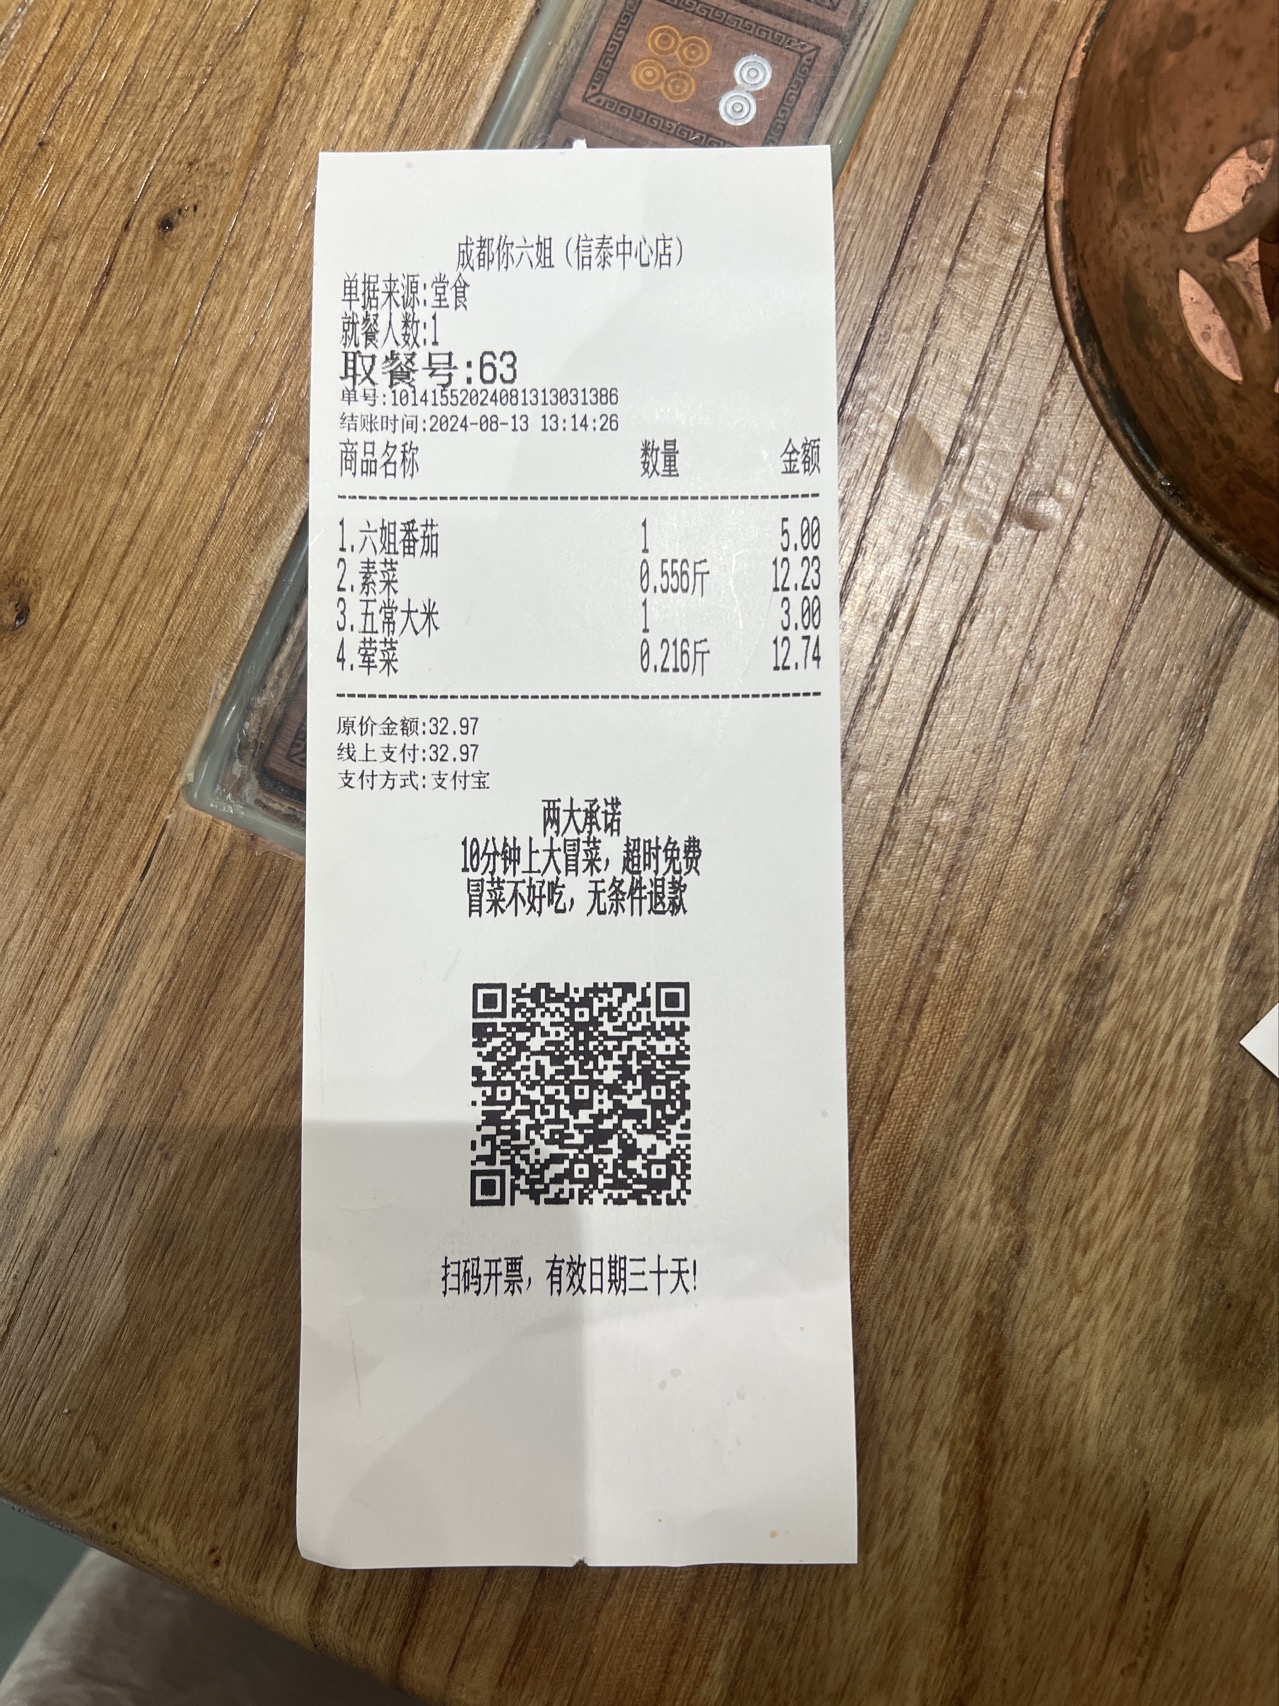 成都你六姐（信泰中心店）
单据来源:堂食
就餐人数:1
取餐号:63
单号:10141552024081313031386
结账时间:2024-08-13 13:14:26
商品名称 数量 金额
1.六姐番茄 1 5.00
2.素菜 0.556斤 12.23
3.五常大米 1 3.00
4.荤菜 0.216斤 12.74
原价金额:32.97
线上支付:32.97
支付方式:支付宝
两大承诺
10分钟上大冒菜，超时免费
冒菜不好吃，无条件退款
扫码开票，有效日期三十天!